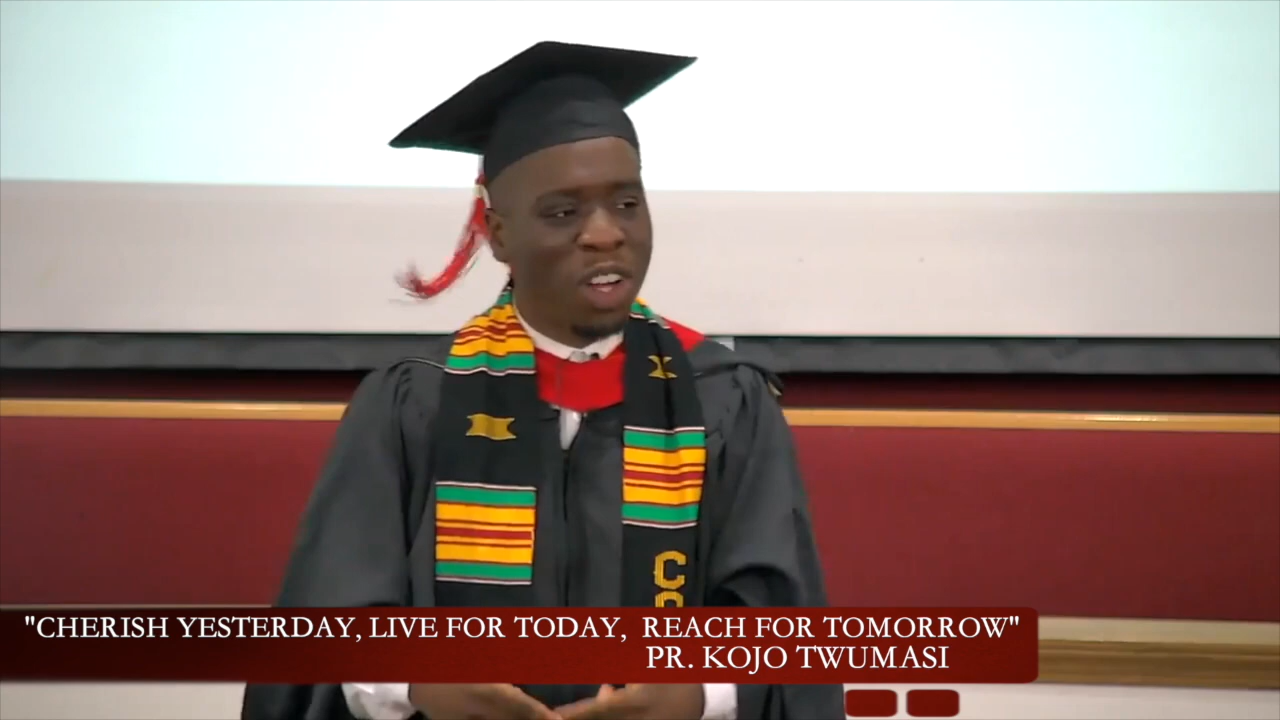 C
"CHERISH YESTERDAY, LIVE FOR TODAY, REACH FOR TOMORROW"
PR. KOJO TWUMASI